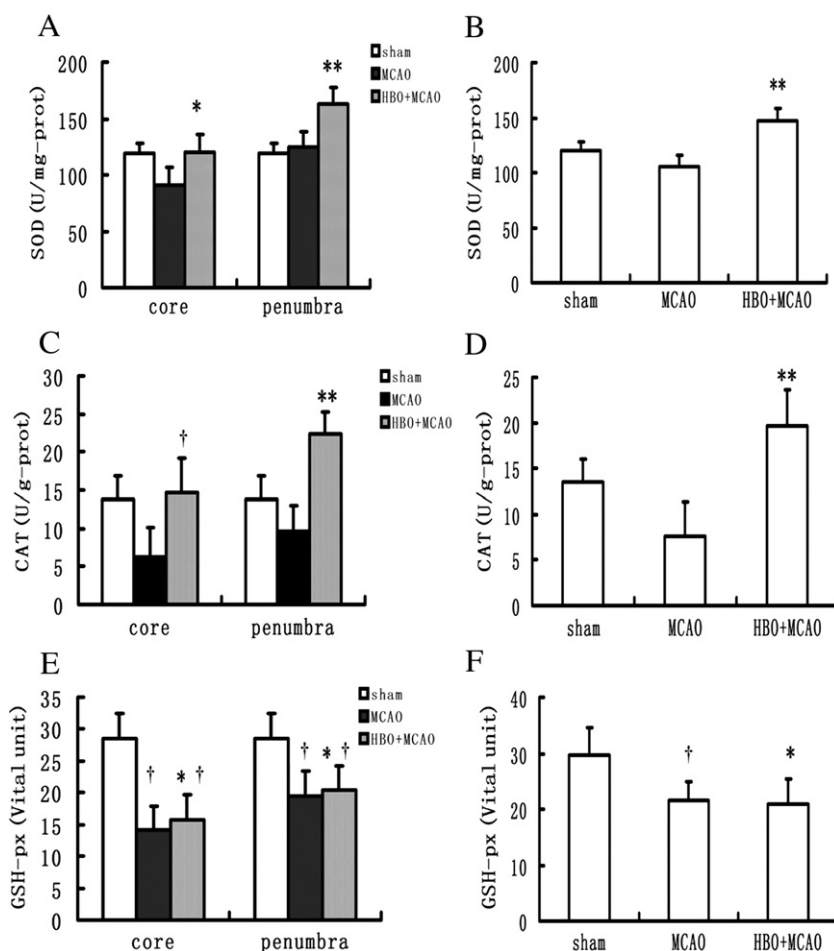 A
sham
MCAO
HBO+MCAO
SOD (U/mg-prot)
200
150
100
50
0
*
**
core
penumbra
B
SOD (U/mg-prot)
200
150
100
50
0
**
sham
MCAO
HBO+MCAO
C
sham
MCAO
HBO+MCAO
CAT (U/g-prot)
30
25
20
15
10
5
0
†
**
core
penumbra
D
CAT (U/g-prot)
25
20
15
10
5
0
**
sham
MCAO
HBO+MCAO
E
sham
MCAO
HBO+MCAO
GSH-px (Vital unit)
35
30
25
20
15
10
5
0
† * †
† * †
core
penumbra
F
GSH-px (Vital unit)
40
30
20
10
0
†
*
sham
MCAO
HBO+MCAO